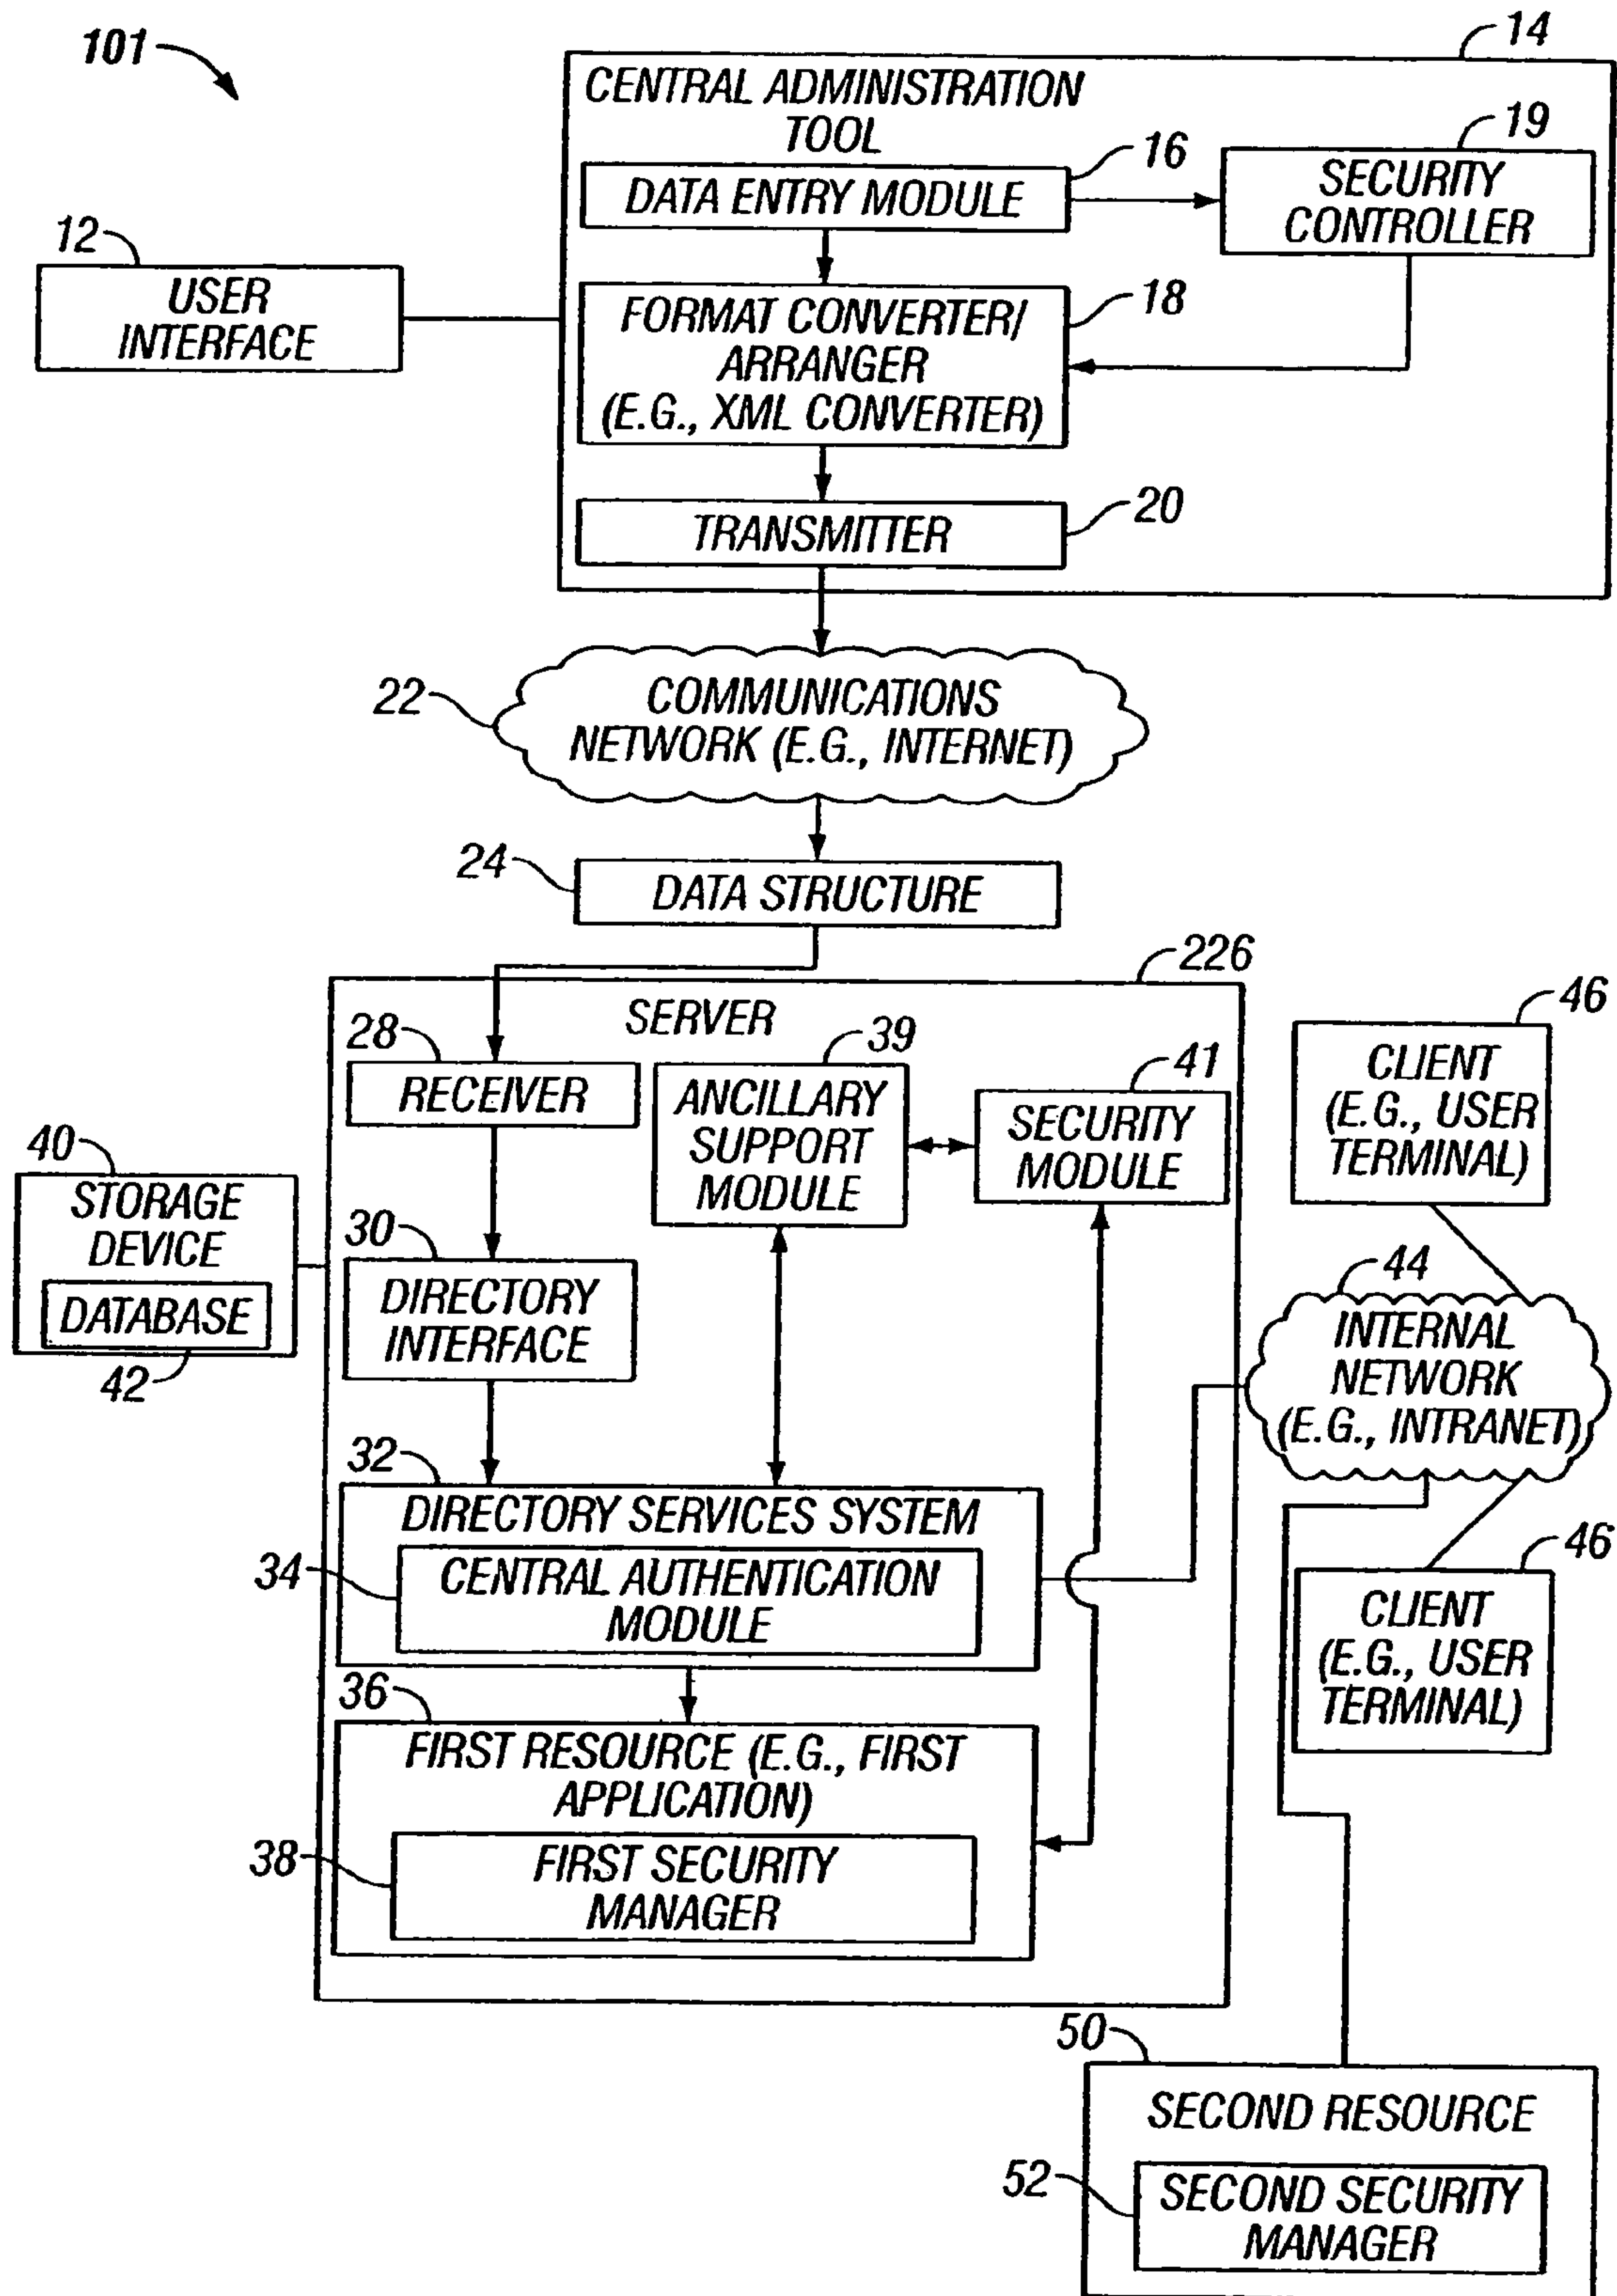 101
14
CENTRAL ADMINISTRATION
TOOL
16
DATA ENTRY MODULE
19
SECURITY
CONTROLLER
12
USER
INTERFACE
18
FORMAT CONVERTER/
ARRANGER
(E.G., XML CONVERTER)
20
TRANSMITTER
22
COMMUNICATIONS
NETWORK (E.G., INTERNET)
24
DATA STRUCTURE
226
SERVER
28
RECEIVER
39
ANCILLARY
SUPPORT
MODULE
41
SECURITY
MODULE
46
CLIENT
(E.G., USER
TERMINAL)
40
STORAGE
DEVICE
DATABASE
42
30
DIRECTORY
INTERFACE
44
INTERNAL
NETWORK
(E.G., INTRANET)
32
DIRECTORY SERVICES SYSTEM
34
CENTRAL AUTHENTICATION
MODULE
46
CLIENT
(E.G., USER
TERMINAL)
36
FIRST RESOURCE (E.G., FIRST
APPLICATION)
38
FIRST SECURITY
MANAGER
50
SECOND RESOURCE
52
SECOND SECURITY
MANAGER